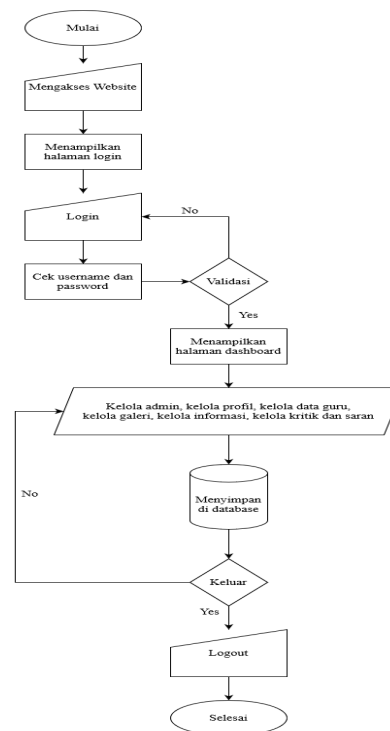 Mulai
Mengakses Website
Menampilkan
halaman login
Login
No
Cek username dan
password
Validasi
Yes
Menampilkan
halaman dashboard
Kelola admin, kelola profil, kelola data guru,
kelola galeri, kelola informasi, kelola kritik dan saran
No
Menyimpan
di database
Keluar
Yes
Logout
Selesai